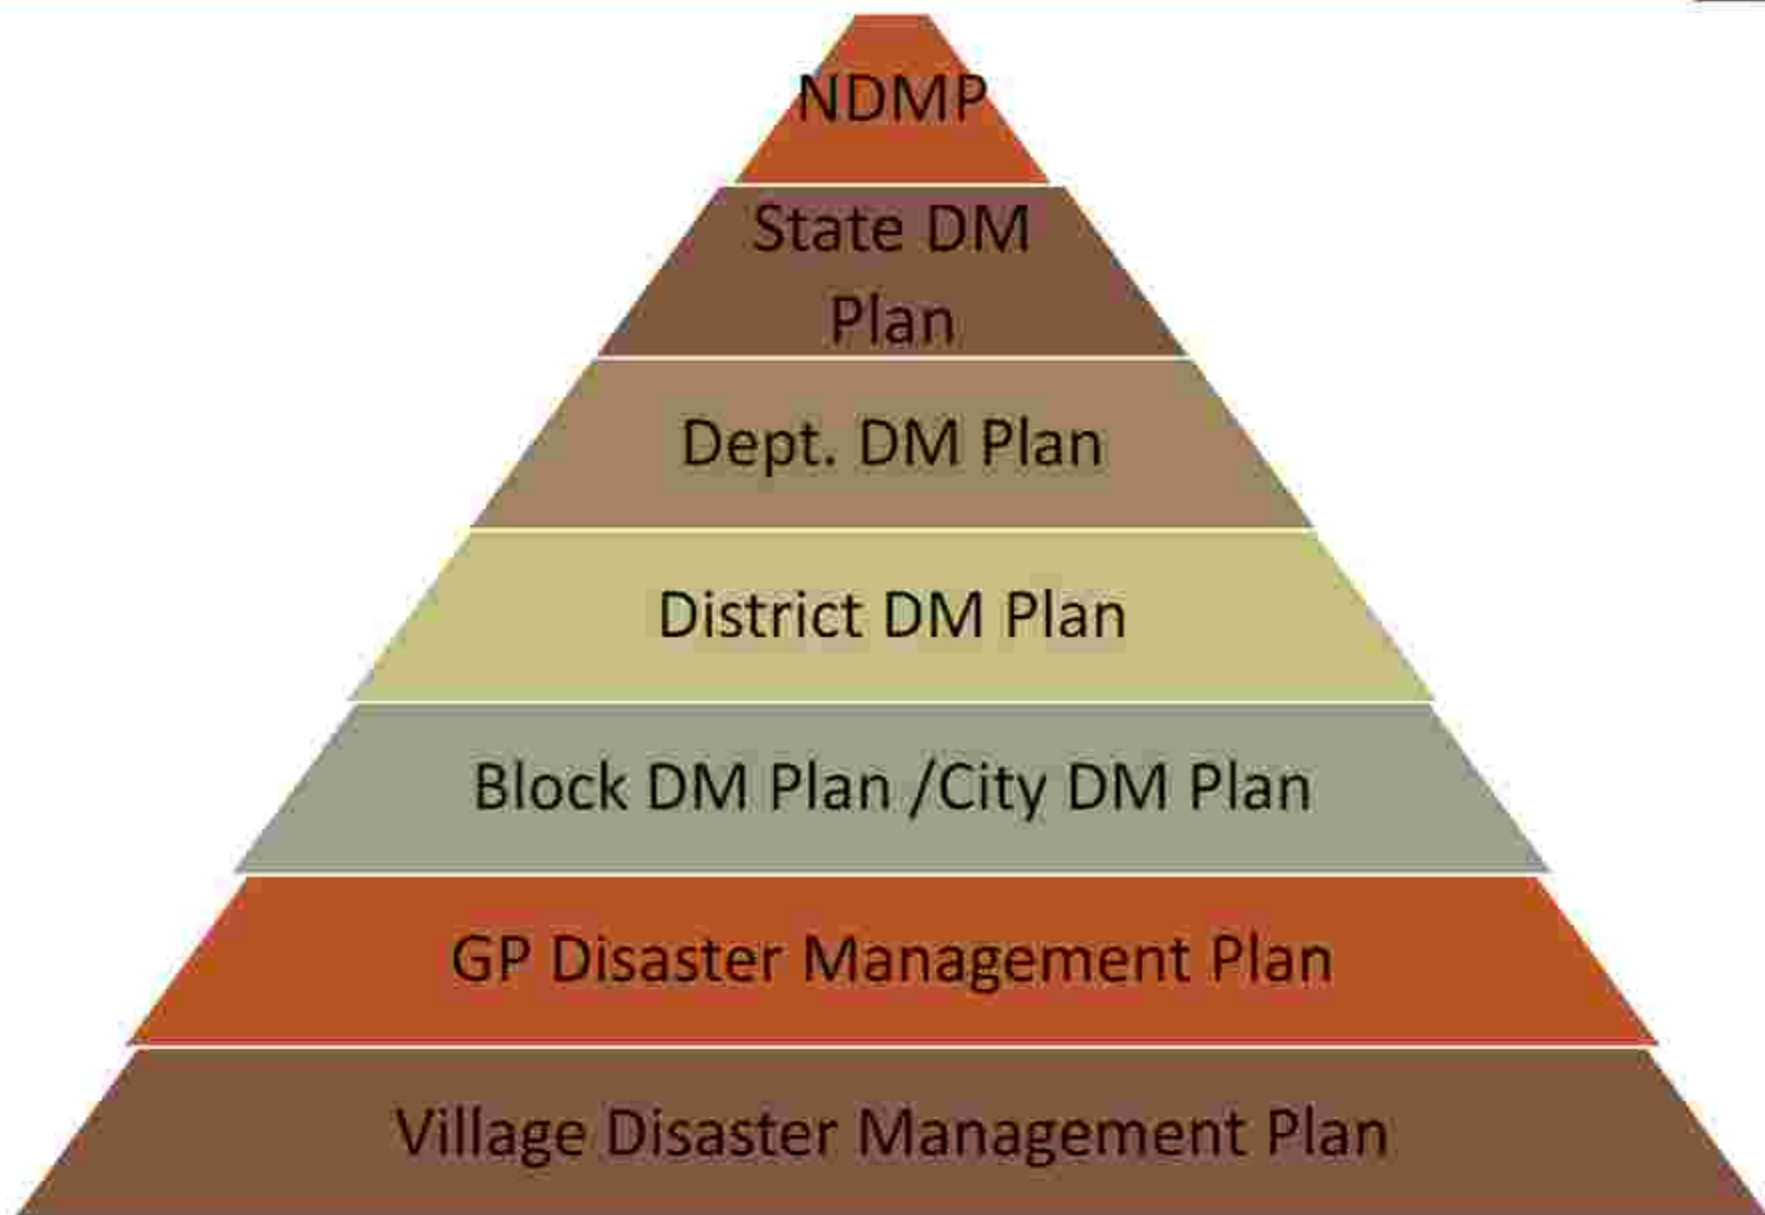 NDMP
State DM
Plan
Dept. DM Plan
District DM Plan
Block DM Plan /City DM Plan
GP Disaster Management Plan
Village Disaster Management Plan